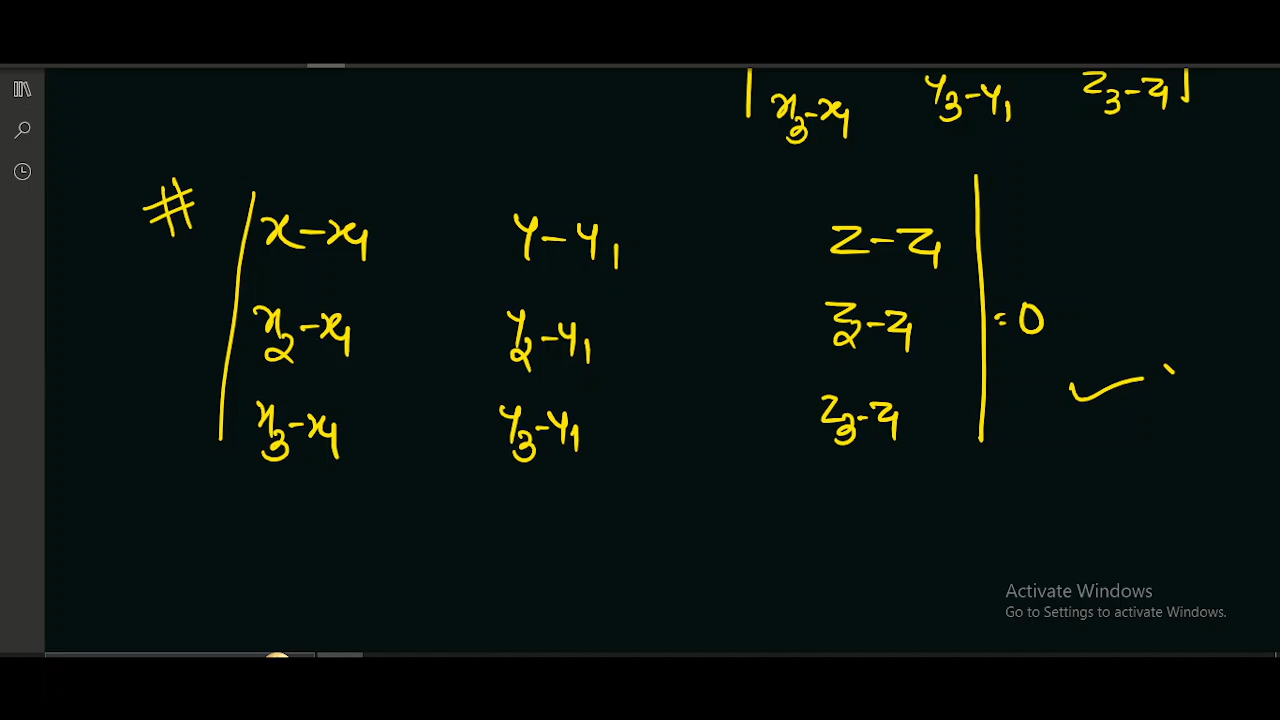 x₃-x₁ y₃-y₁ z₃-z₁
# | x-x₁ y-y₁ z-z₁ |
| x₂-x₁ y₂-y₁ z₂-z₁ | = 0
| x₃-x₁ y₃-y₁ z₃-z₁ |
Activate Windows
Go to Settings to activate Windows.